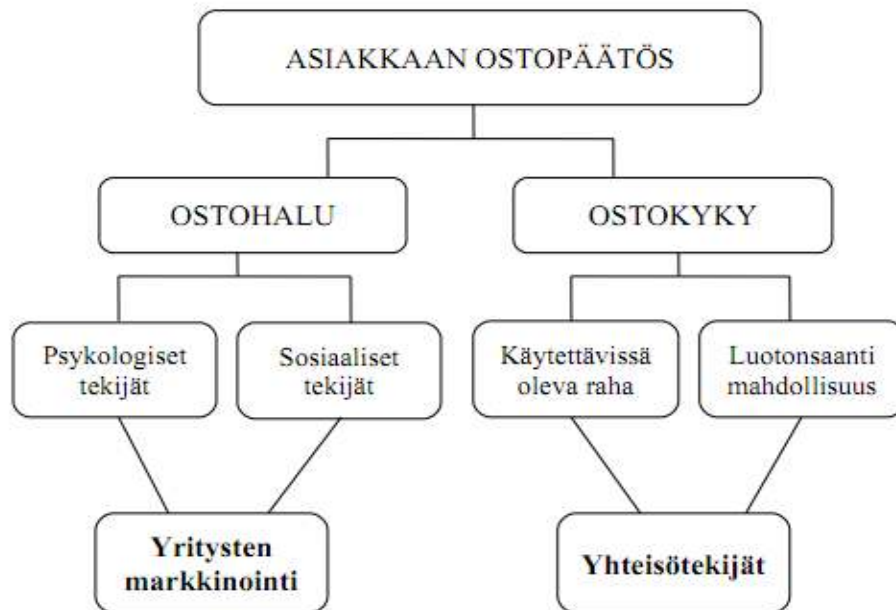 ASIAKKAAN OSTOPÄÄTÖS
OSTOHALU
OSTOKYKY
Psykologiset
tekijät
Sosiaaliset
tekijät
Käytettävissä
oleva raha
Luotonsaanti
mahdollisuus
Yritysten
markkinointi
Yhteisötekijät